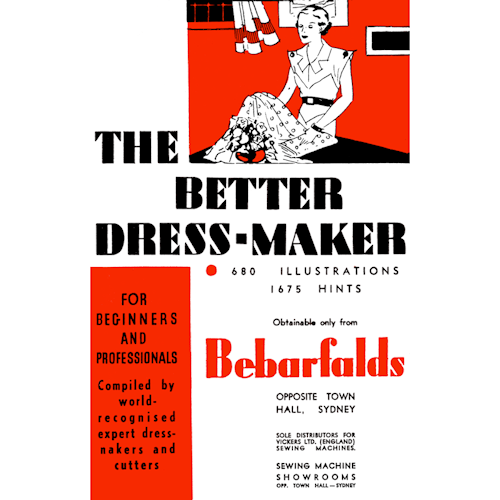 THE
BETTER
DRESS-MAKER
680 ILLUSTRATIONS
1675 HINTS
FOR
BEGINNERS
AND
PROFESSIONALS
Compiled by
world-
recognised
expert dress-
makers and
cutters
Obtainable only from
Bebarfalds
OPPOSITE TOWN
HALL, SYDNEY
SOLE DISTRIBUTORS FOR
VICKERS LTD. (ENGLAND)
SEWING MACHINES.
SEWING MACHINE
SHOWROOMS
OPP. TOWN HALL—SYDNEY